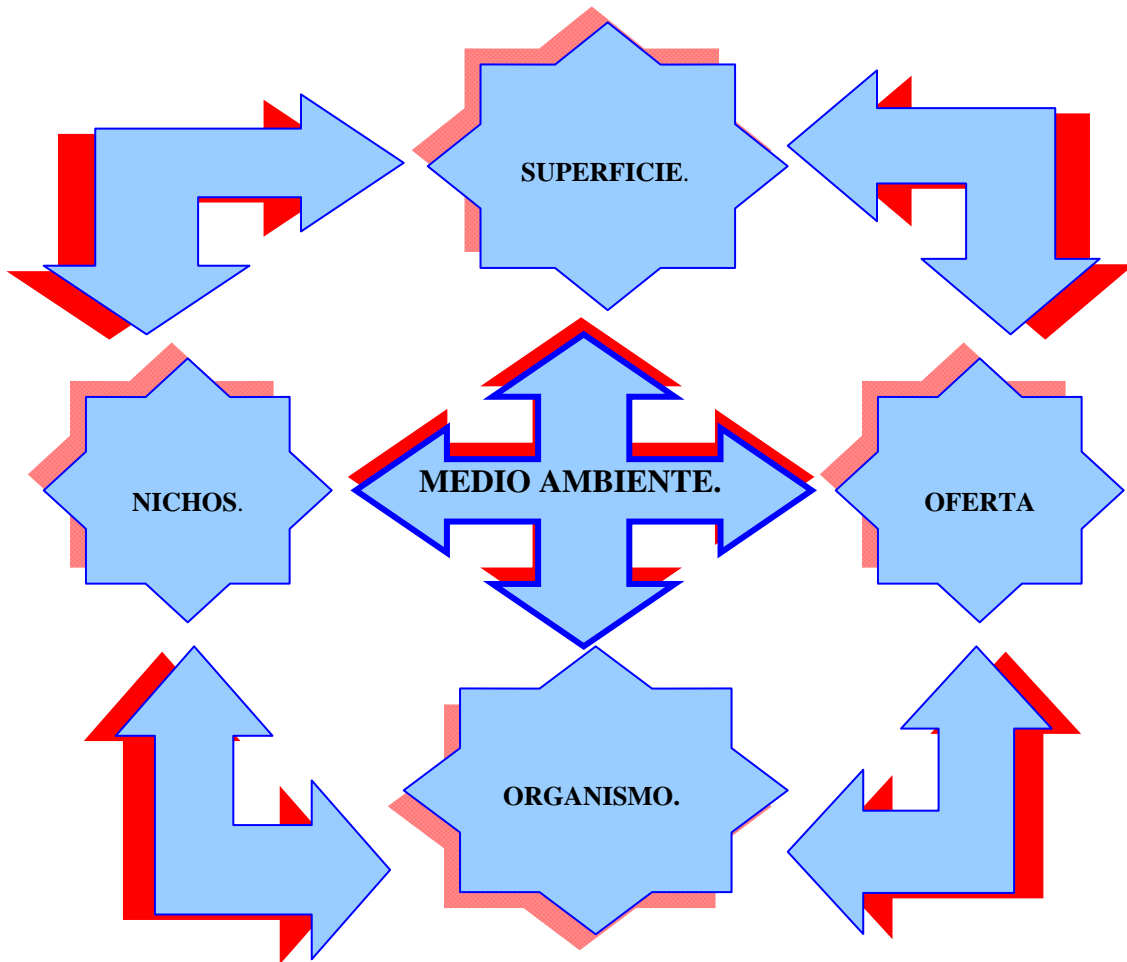 SUPERFICIE.
MEDIO AMBIENTE.
NICHOS.
OFERTA
ORGANISMO.